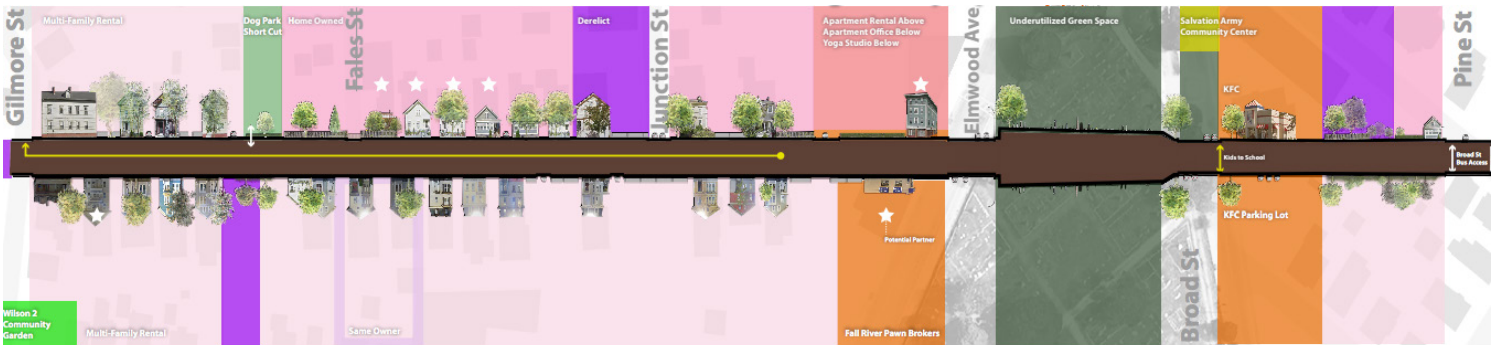 Gilmore St
Multi-Family Rental
Dog Park
Short Cut
Home Owned
Fales St
Derelict
Junction St
Apartment Rental Above
Apartment Office Below
Yoga Studio Below
Elmwood Ave
Underutilized Green Space
Salvation Army
Community Center
KFC
Pine St
Kids to School
Broad St
Bus Access
KFC Parking Lot
Potential Partner
Broad St
Wilson 2
Community
Garden
Multi-Family Rental
Same Owner
Fall River Pawn Brokers